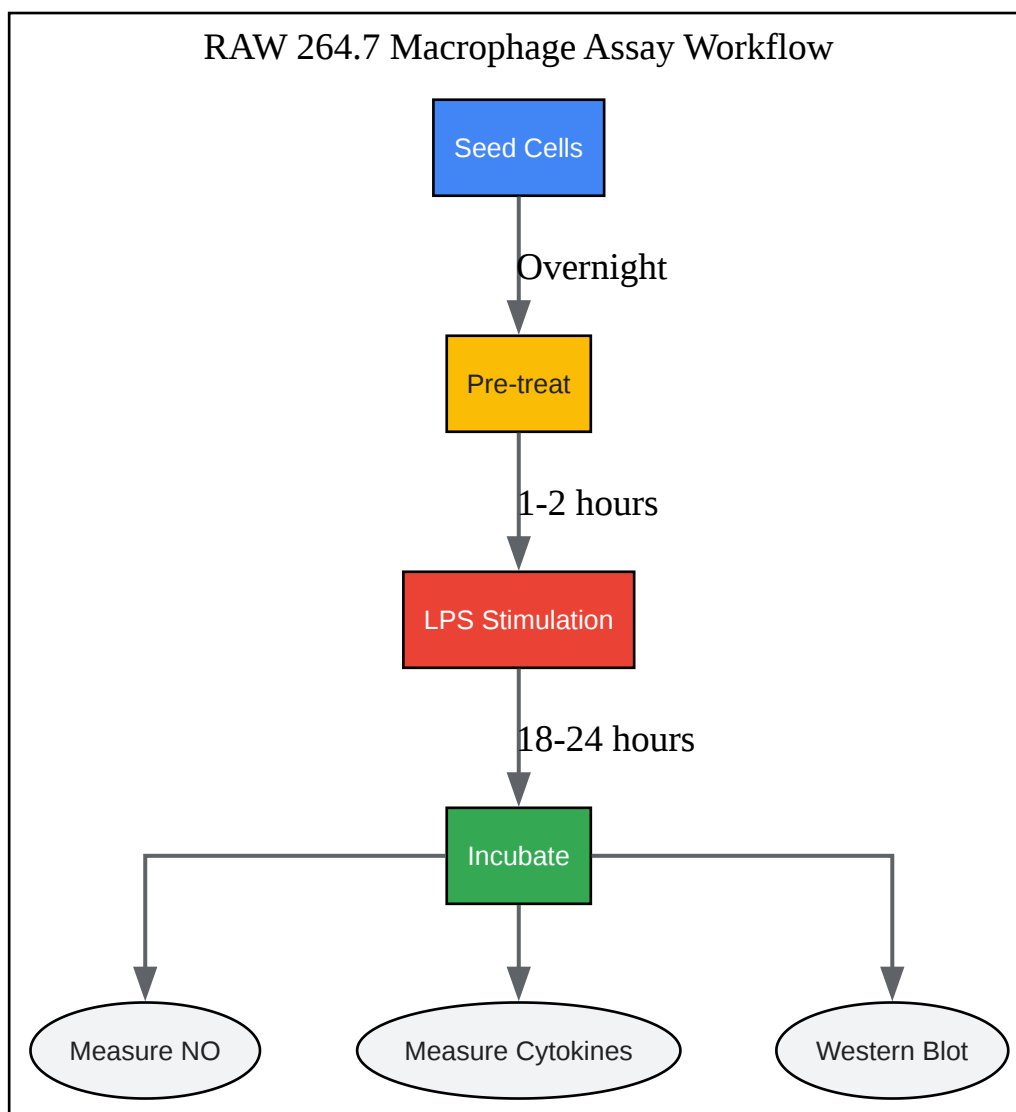 RAW 264.7 Macrophage Assay Workflow
Seed Cells
Overnight
Pre-treat
1-2 hours
LPS Stimulation
18-24 hours
Incubate
Measure NO
Measure Cytokines
Western Blot